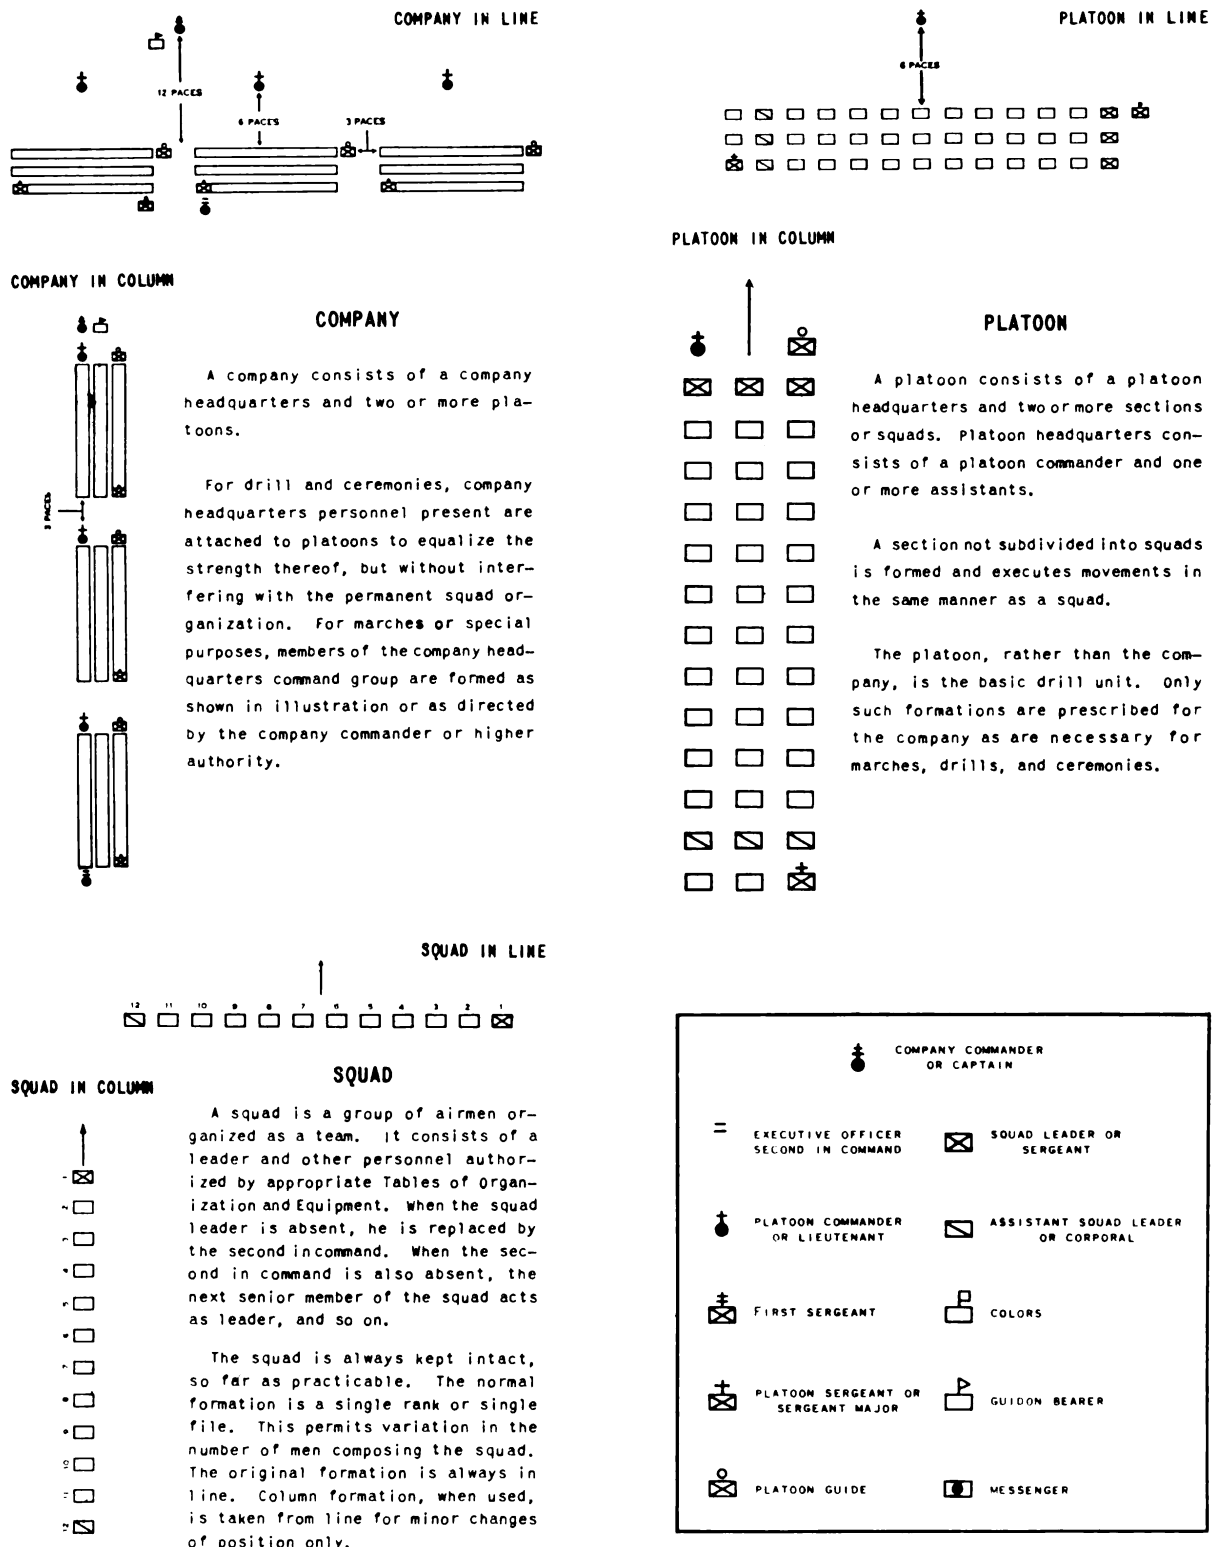 COMPANY IN LINE
12 PACES
6 PACES
3 PACES
PLATOON IN LINE
6 PACES
COMPANY IN COLUMN
3 PACES
COMPANY
A company consists of a company
headquarters and two or more pla-
toons.
For drill and ceremonies, company
headquarters personnel present are
attached to platoons to equalize the
strength thereof, but without inter-
fering with the permanent squad or-
ganization. For marches or special
purposes, members of the company head-
quarters command group are formed as
shown in illustration or as directed
by the company commander or higher
authority.
PLATOON IN COLUMN
PLATOON
A platoon consists of a platoon
headquarters and two or more sections
or squads. Platoon headquarters con-
sists of a platoon commander and one
or more assistants.
A section not subdivided into squads
is formed and executes movements in
the same manner as a squad.
The platoon, rather than the com-
pany, is the basic drill unit. Only
such formations are prescribed for
the company as are necessary for
marches, drills, and ceremonies.
SQUAD IN LINE
12 11 10 9 8 7 6 5 4 3 2 1
SQUAD IN COLUMN
SQUAD
A squad is a group of airmen or-
ganized as a team. It consists of a
leader and other personnel author-
ized by appropriate Tables of Organ-
ization and Equipment. When the squad
leader is absent, he is replaced by
the second in command. When the sec-
ond in command is also absent, the
next senior member of the squad acts
as leader, and so on.
The squad is always kept intact,
so far as practicable. The normal
formation is a single rank or single
file. This permits variation in the
number of men composing the squad.
The original formation is always in
line. Column formation, when used,
is taken from line for minor changes
of position only.
COMPANY COMMANDER
OR CAPTAIN
EXECUTIVE OFFICER
SECOND IN COMMAND
SQUAD LEADER OR
SERGEANT
PLATOON COMMANDER
OR LIEUTENANT
ASSISTANT SQUAD LEADER
OR CORPORAL
FIRST SERGEANT
COLORS
PLATOON SERGEANT OR
SERGEANT MAJOR
GUIDON BEARER
PLATOON GUIDE
MESSENGER